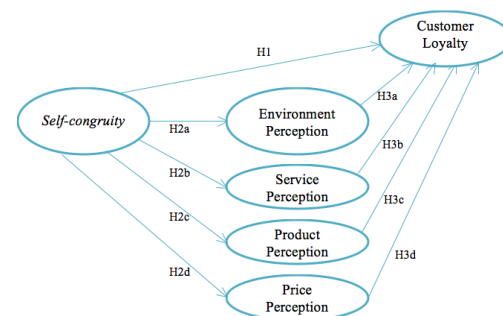 Customer
Loyalty
H1
Self-congruity
H2a
Environment
Perception
H3a
H2b
Service
Perception
H3b
H2c
Product
Perception
H3c
H2d
Price
Perception
H3d